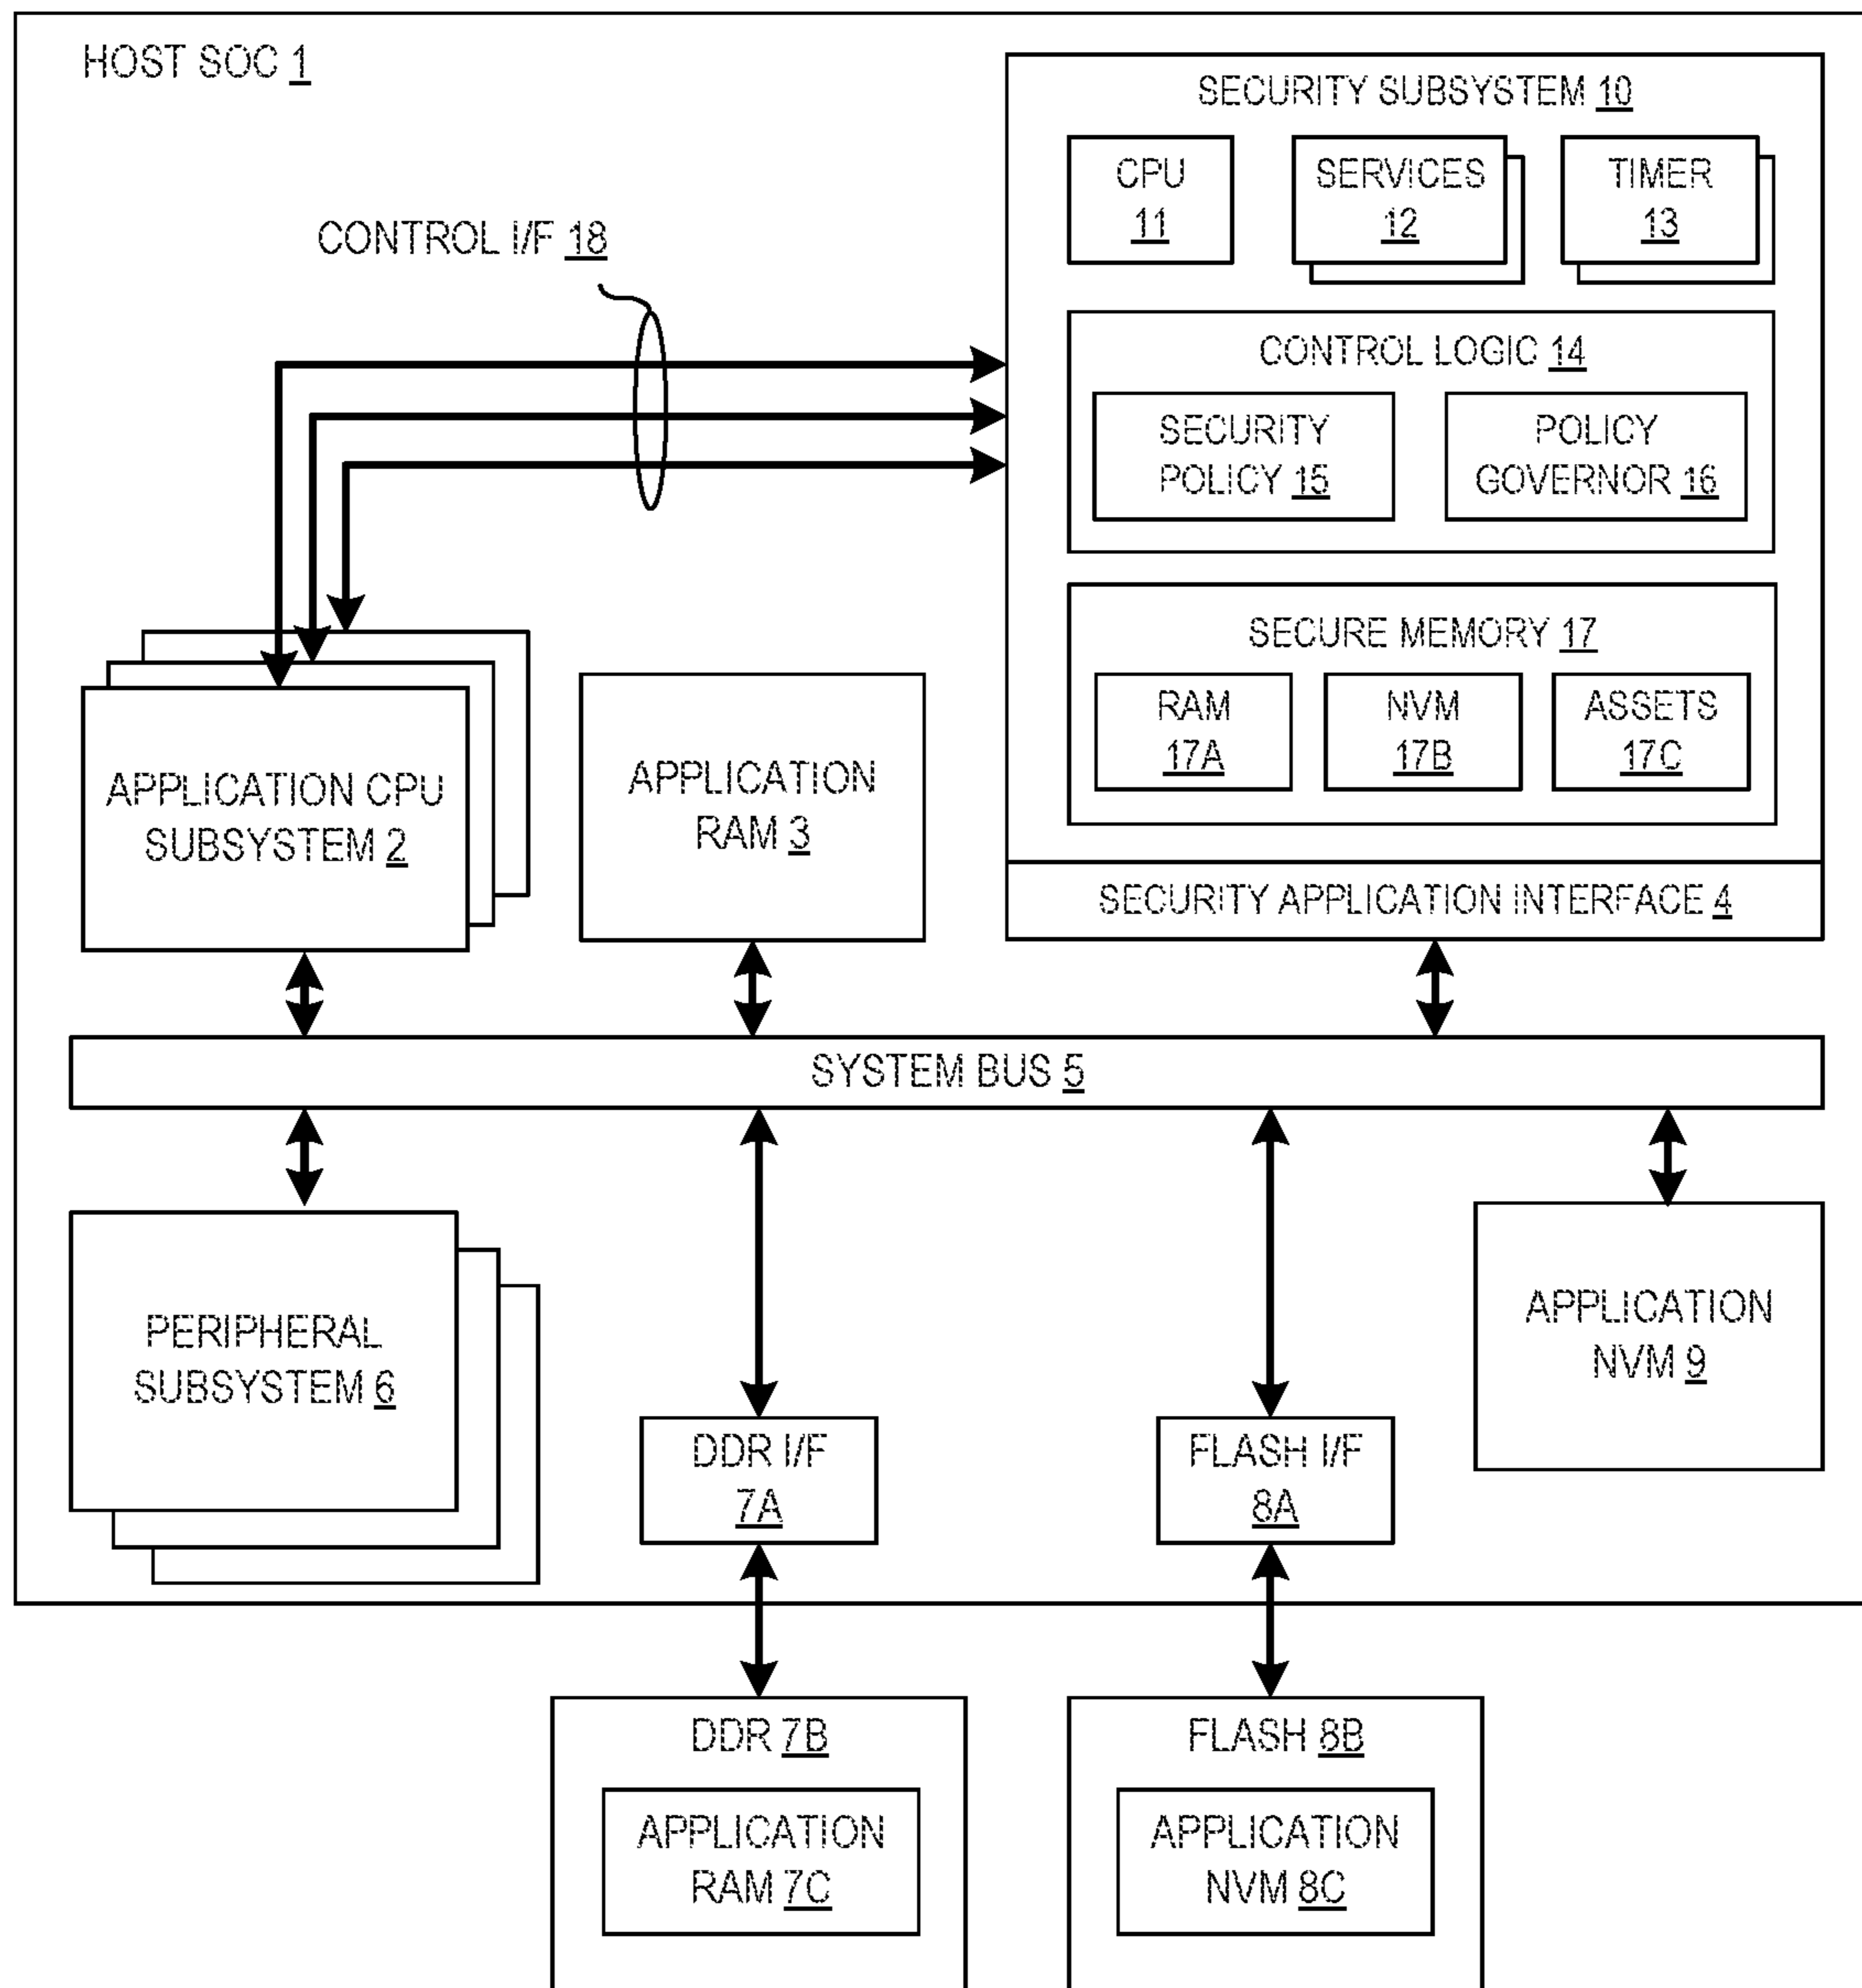 HOST SOC 1
SECURITY SUBSYSTEM 10
CPU
11
SERVICES
12
TIMER
13
CONTROL I/F 18
CONTROL LOGIC 14
SECURITY
POLICY 15
POLICY
GOVERNOR 16
SECURE MEMORY 17
RAM
17A
NVM
17B
ASSETS
17C
APPLICATION CPU
SUBSYSTEM 2
APPLICATION
RAM 3
SECURITY APPLICATION INTERFACE 4
SYSTEM BUS 5
PERIPHERAL
SUBSYSTEM 6
DDR I/F
7A
FLASH I/F
8A
APPLICATION
NVM 9
DDR 7B
APPLICATION
RAM 7C
FLASH 8B
APPLICATION
NVM 8C